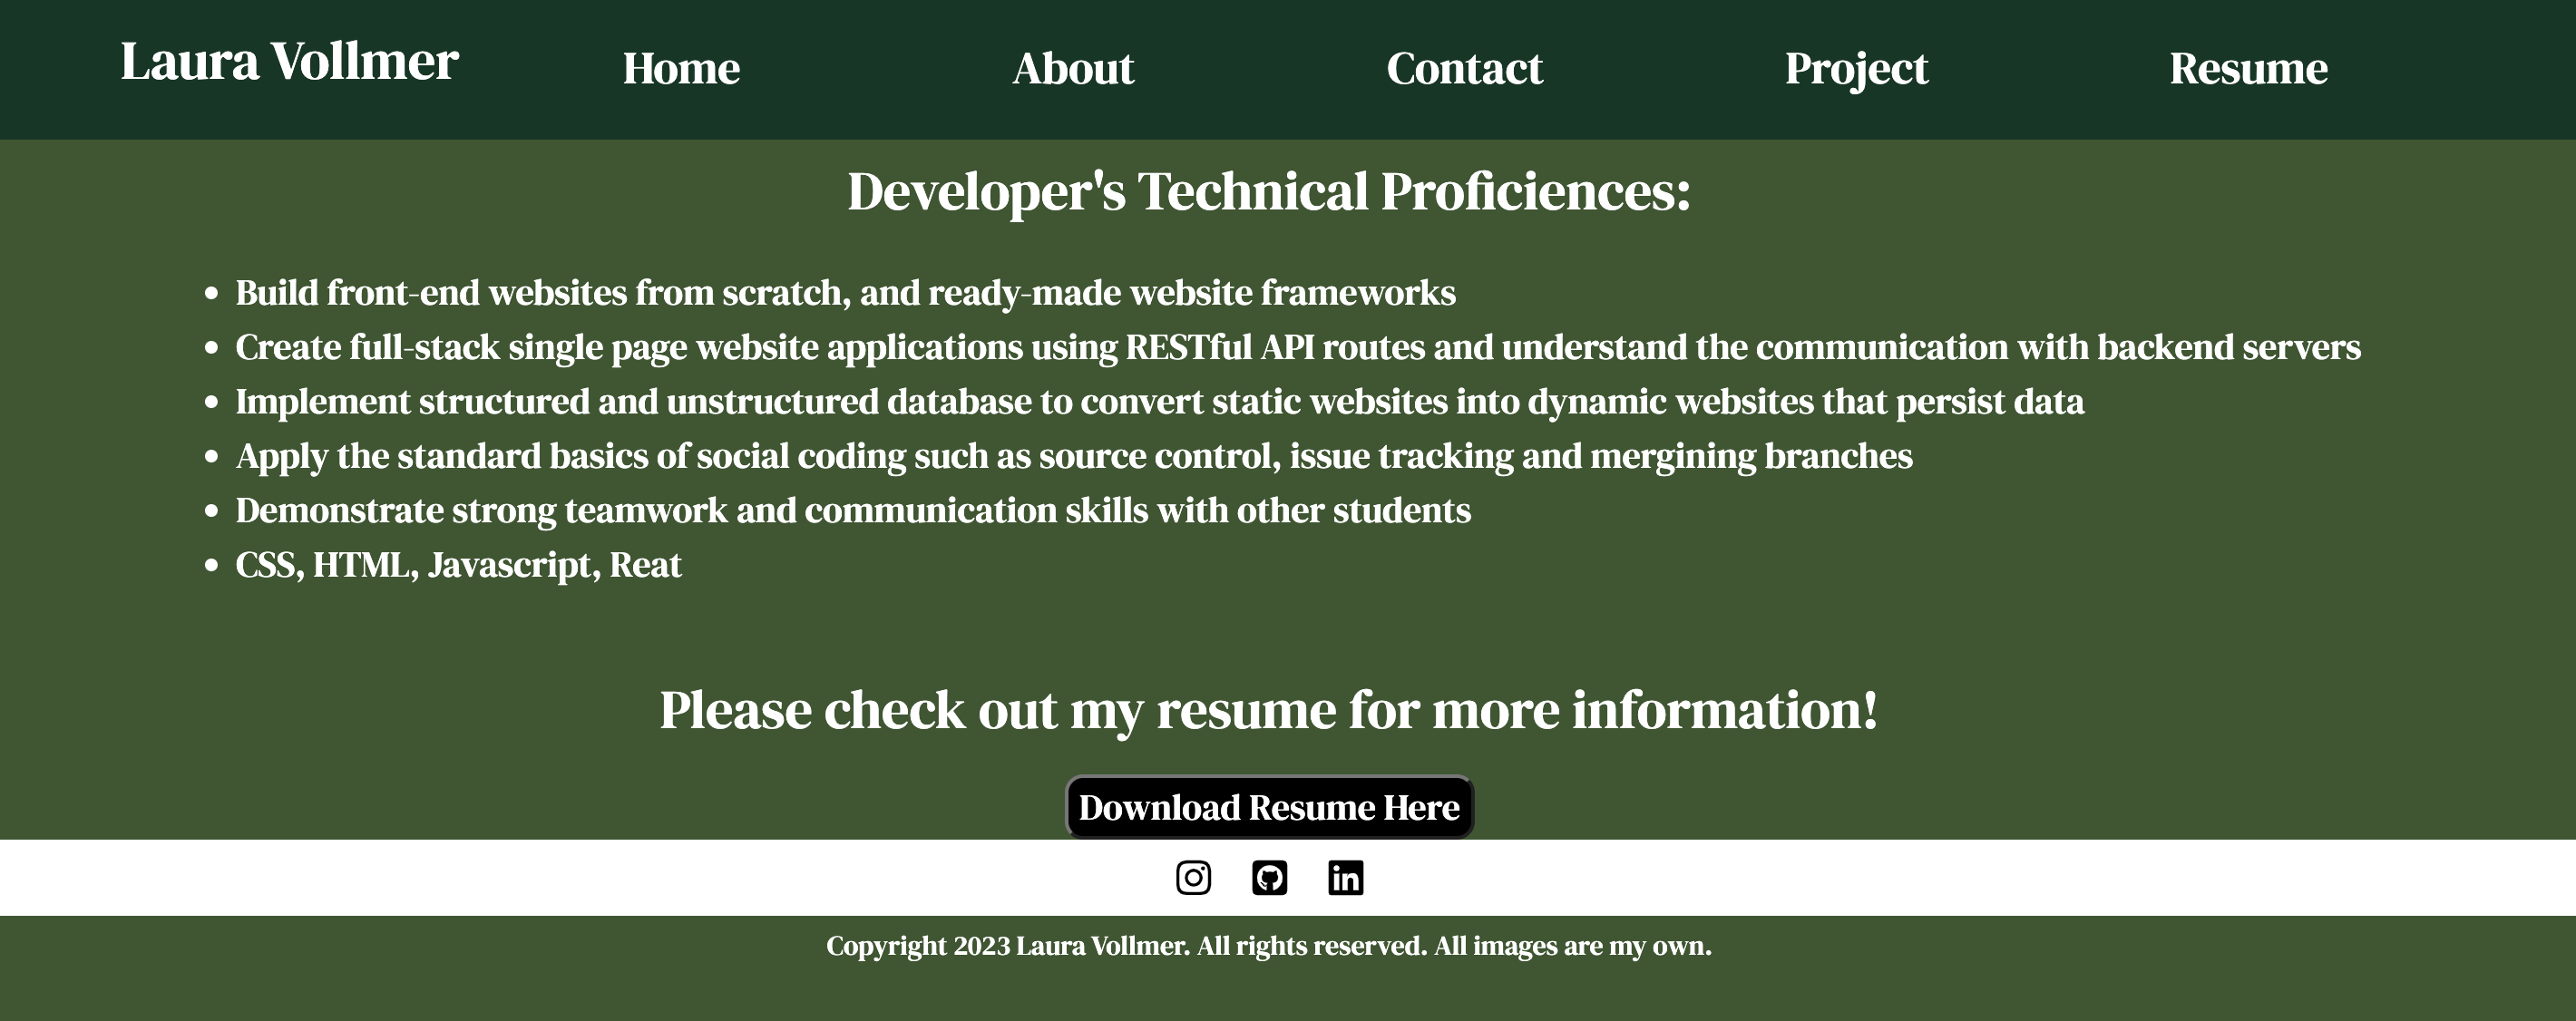 Laura Vollmer Home About Contact Project Resume
Developer's Technical Proficiences:
Build front-end websites from scratch, and ready-made website frameworks
Create full-stack single page website applications using RESTful API routes and understand the communication with backend servers
Implement structured and unstructured database to convert static websites into dynamic websites that persist data
Apply the standard basics of social coding such as source control, issue tracking and mergining branches
Demonstrate strong teamwork and communication skills with other students
CSS, HTML, Javascript, Reat
Please check out my resume for more information!
Download Resume Here
Copyright 2023 Laura Vollmer. All rights reserved. All images are my own.